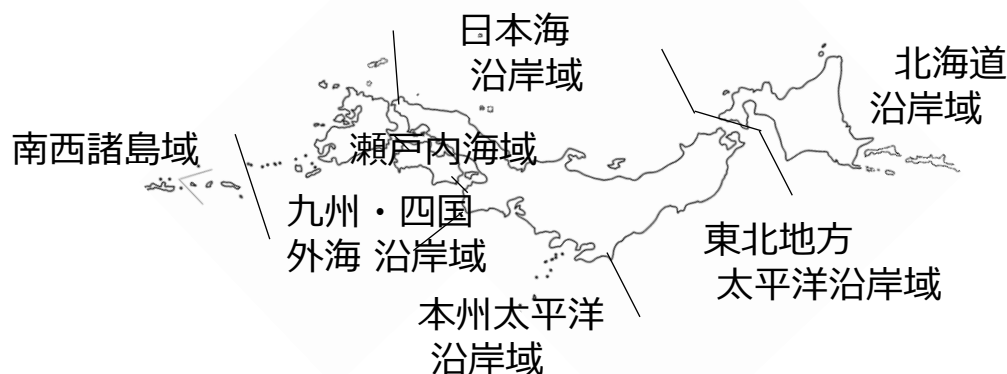 日本海
沿岸域
北海道
沿岸域
南西諸島域
瀬戸内海域
九州・四国
外海 沿岸域
東北地方
太平洋沿岸域
本州太平洋
沿岸域